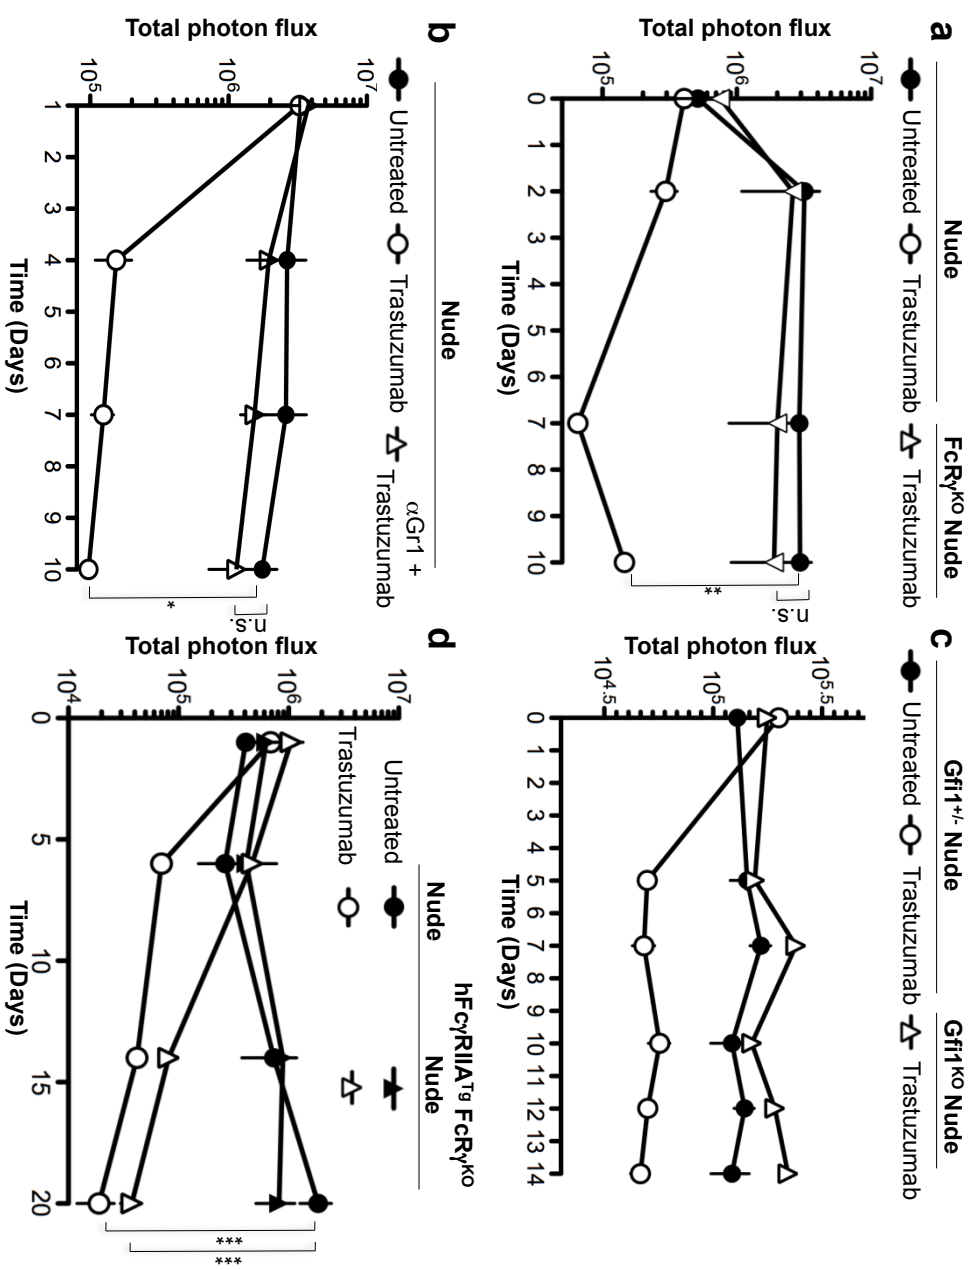 a
Nude
FcRγKO Nude
Untreated
Trastuzumab
Trastuzumab
Total photon flux
10^7
10^6
10^5
0 1 2 3 4 5 6 7 8 9 10
Time (Days)
**
n.s.
b
Nude
Untreated
Trastuzumab
αGr1 +
Trastuzumab
Total photon flux
10^7
10^6
10^5
1 2 3 4 5 6 7 8 9 10
Time (Days)
*
n.s.
c
Gfi1+/- Nude
Gfi1KO Nude
Untreated
Trastuzumab
Trastuzumab
Total photon flux
10^5.5
10^5
10^4.5
0 1 2 3 4 5 6 7 8 9 10 11 12 13 14
Time (Days)
d
Nude
hFcγRIIATg FcRγKO
Nude
Untreated
Trastuzumab
Total photon flux
10^7
10^6
10^5
10^4
0 5 10 15 20
Time (Days)
***
***